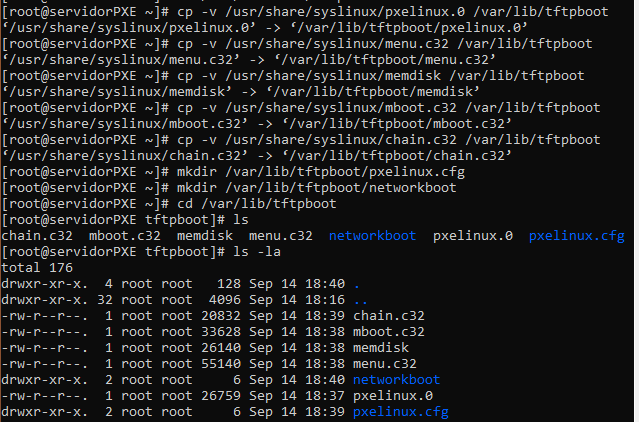 [root@servidorPXE ~]# cp -v /usr/share/syslinux/pxelinux.0 /var/lib/tftpboot
‘/usr/share/syslinux/pxelinux.0’ -> ‘/var/lib/tftpboot/pxelinux.0’
[root@servidorPXE ~]# cp -v /usr/share/syslinux/menu.c32 /var/lib/tftpboot
‘/usr/share/syslinux/menu.c32’ -> ‘/var/lib/tftpboot/menu.c32’
[root@servidorPXE ~]# cp -v /usr/share/syslinux/memdisk /var/lib/tftpboot
‘/usr/share/syslinux/memdisk’ -> ‘/var/lib/tftpboot/memdisk’
[root@servidorPXE ~]# cp -v /usr/share/syslinux/mboot.c32 /var/lib/tftpboot
‘/usr/share/syslinux/mboot.c32’ -> ‘/var/lib/tftpboot/mboot.c32’
[root@servidorPXE ~]# cp -v /usr/share/syslinux/chain.c32 /var/lib/tftpboot
‘/usr/share/syslinux/chain.c32’ -> ‘/var/lib/tftpboot/chain.c32’
[root@servidorPXE ~]# mkdir /var/lib/tftpboot/pxelinux.cfg
[root@servidorPXE ~]# mkdir /var/lib/tftpboot/networkboot
[root@servidorPXE ~]# cd /var/lib/tftpboot
[root@servidorPXE tftpboot]# ls
chain.c32  mboot.c32  memdisk  menu.c32  networkboot  pxelinux.0  pxelinux.cfg
[root@servidorPXE tftpboot]# ls -la
total 176
drwxr-xr-x.  4 root root   128 Sep 14 18:40 .
drwxr-xr-x. 32 root root  4096 Sep 14 18:16 ..
-rw-r--r--.  1 root root 20832 Sep 14 18:39 chain.c32
-rw-r--r--.  1 root root 33628 Sep 14 18:38 mboot.c32
-rw-r--r--.  1 root root 26140 Sep 14 18:38 memdisk
-rw-r--r--.  1 root root 55140 Sep 14 18:38 menu.c32
drwxr-xr-x.  2 root root     6 Sep 14 18:40 networkboot
-rw-r--r--.  1 root root 26759 Sep 14 18:37 pxelinux.0
drwxr-xr-x.  2 root root     6 Sep 14 18:39 pxelinux.cfg